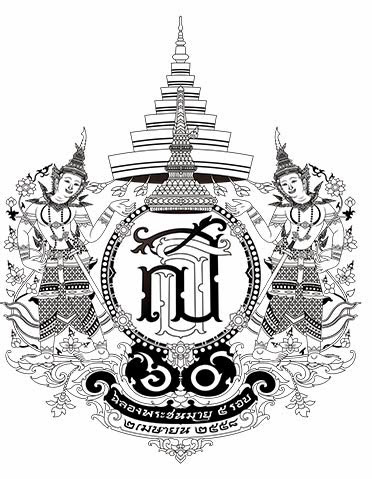 ๖๐
ฉลองพระชนมายุ ๕ รอบ
๒ เมษายน ๒๕๕๘